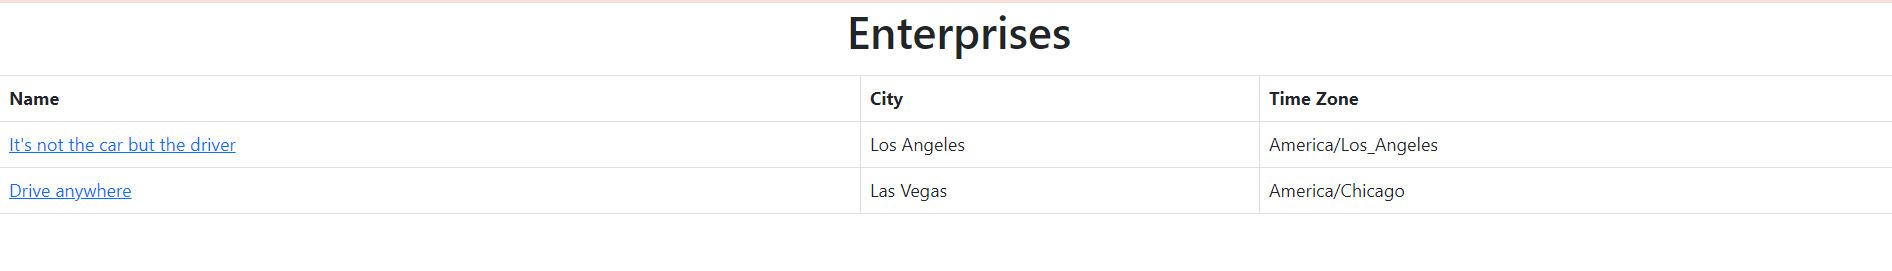 Enterprises
Name City Time Zone
It's not the car but the driver Los Angeles America/Los_Angeles
Drive anywhere Las Vegas America/Chicago